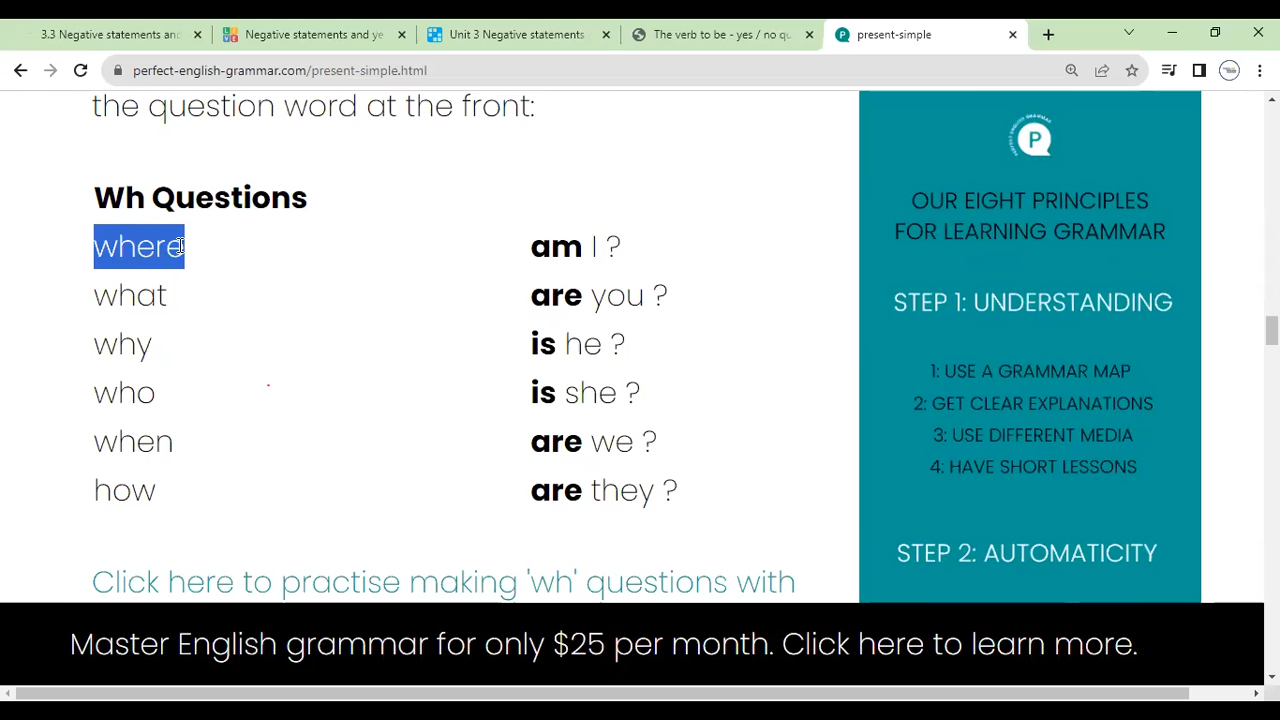 3.3 Negative statements and
Negative statements and ye
Unit 3 Negative statements
The verb to be - yes / no qu
present-simple
perfect-english-grammar.com/present-simple.html
the question word at the front:
Wh Questions
where am I ?
what are you ?
why is he ?
who is she ?
when are we ?
how are they ?
Click here to practise making 'wh' questions with
P
OUR EIGHT PRINCIPLES
FOR LEARNING GRAMMAR
STEP 1: UNDERSTANDING
1: USE A GRAMMAR MAP
2: GET CLEAR EXPLANATIONS
3: USE DIFFERENT MEDIA
4: HAVE SHORT LESSONS
STEP 2: AUTOMATICITY
Master English grammar for only $25 per month. Click here to learn more.